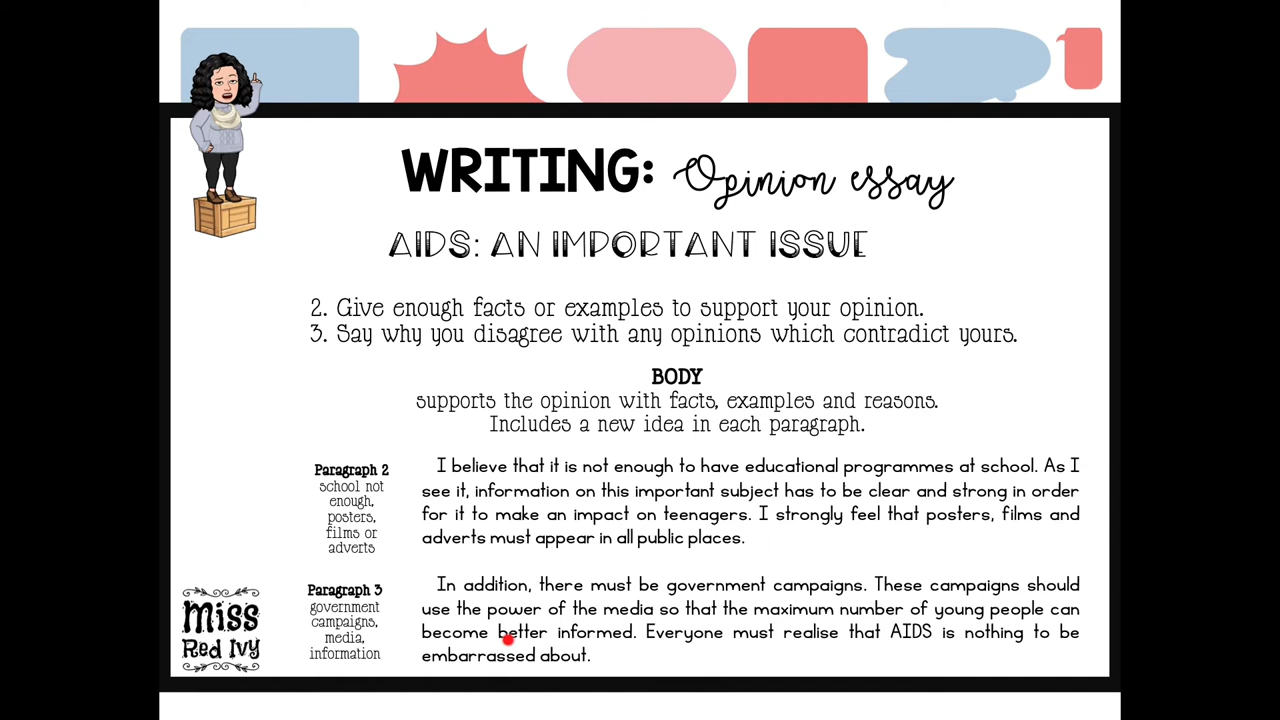 WRITING: Opinion essay
AIDS: AN IMPORTANT ISSUE
2. Give enough facts or examples to support your opinion.
3. Say why you disagree with any opinions which contradict yours.
BODY
supports the opinion with facts, examples and reasons.
Includes a new idea in each paragraph.
Paragraph 2
school not
enough,
posters,
films or
adverts
I believe that it is not enough to have educational programmes at school. As I
see it, information on this important subject has to be clear and strong in order
for it to make an impact on teenagers. I strongly feel that posters, films and
adverts must appear in all public places.
Paragraph 3
government
campaigns,
media,
information
In addition, there must be government campaigns. These campaigns should
use the power of the media so that the maximum number of young people can
become better informed. Everyone must realise that AIDS is nothing to be
embarrassed about.
Miss
Red Ivy